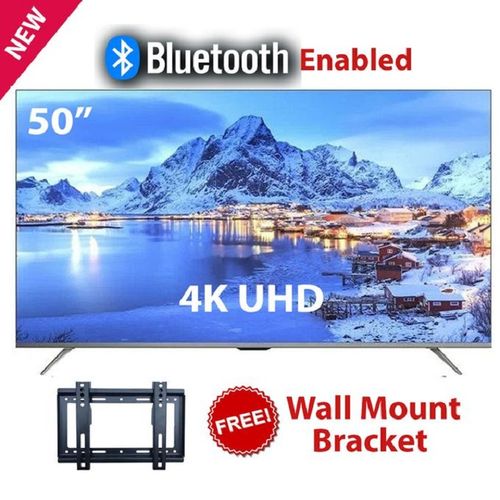 NEW
Bluetooth Enabled
50”
4K UHD
FREE!
Wall Mount
Bracket